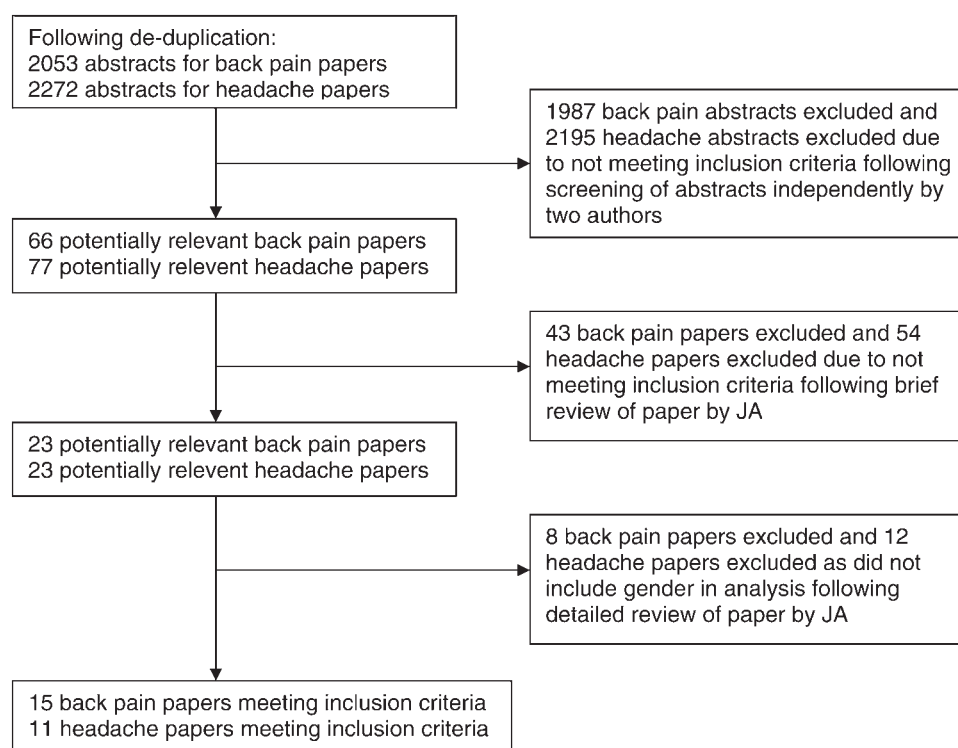 Following de-duplication:
2053 abstracts for back pain papers
2272 abstracts for headache papers
1987 back pain abstracts excluded and
2195 headache abstracts excluded due
to not meeting inclusion criteria following
screening of abstracts independently by
two authors
66 potentially relevant back pain papers
77 potentially relevent headache papers
43 back pain papers excluded and 54
headache papers excluded due to not
meeting inclusion criteria following brief
review of paper by JA
23 potentially relevant back pain papers
23 potentially relevent headache papers
8 back pain papers excluded and 12
headache papers excluded as did not
include gender in analysis following
detailed review of paper by JA
15 back pain papers meeting inclusion criteria
11 headache papers meeting inclusion criteria